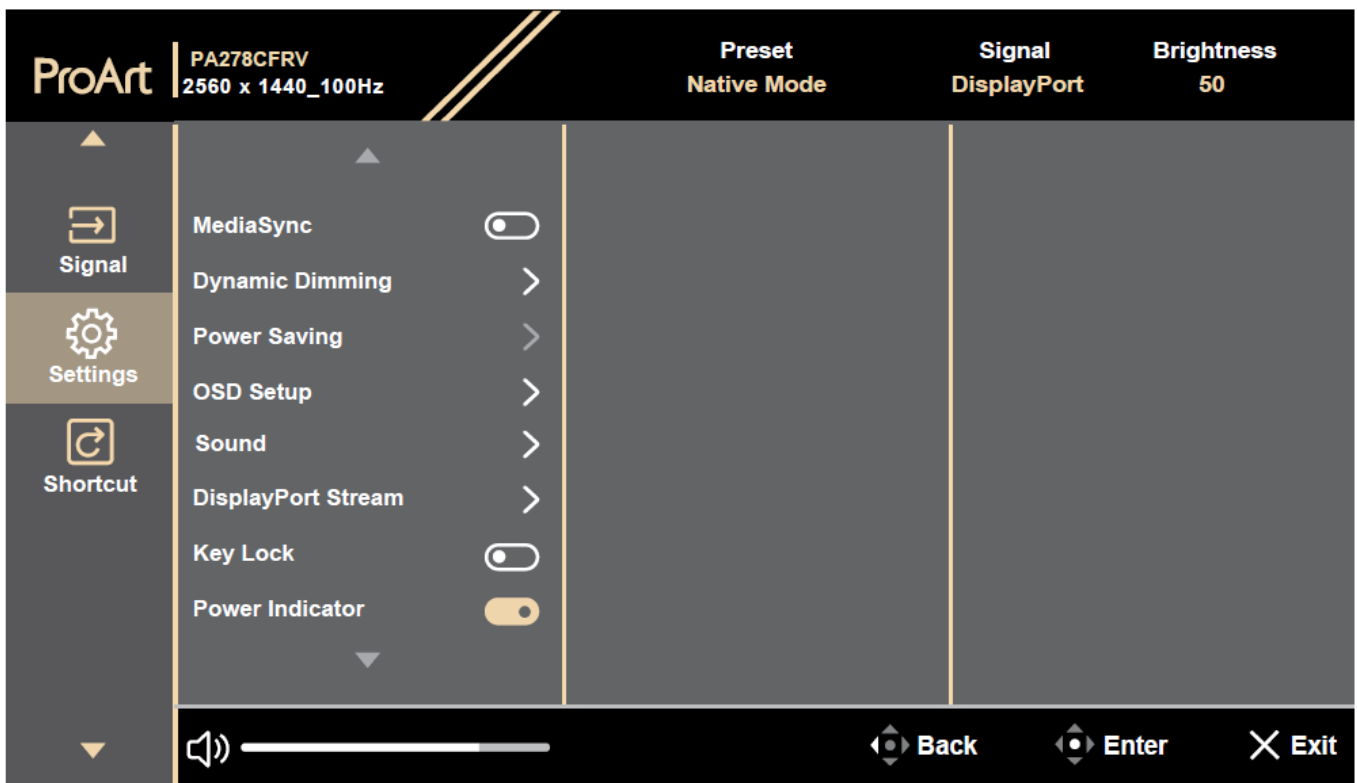 ProArt
PA278CFRV
2560 x 1440_100Hz
Preset
Native Mode
Signal
DisplayPort
Brightness
50
Signal
Settings
Shortcut
MediaSync
Dynamic Dimming
Power Saving
OSD Setup
Sound
DisplayPort Stream
Key Lock
Power Indicator
Back
Enter
Exit